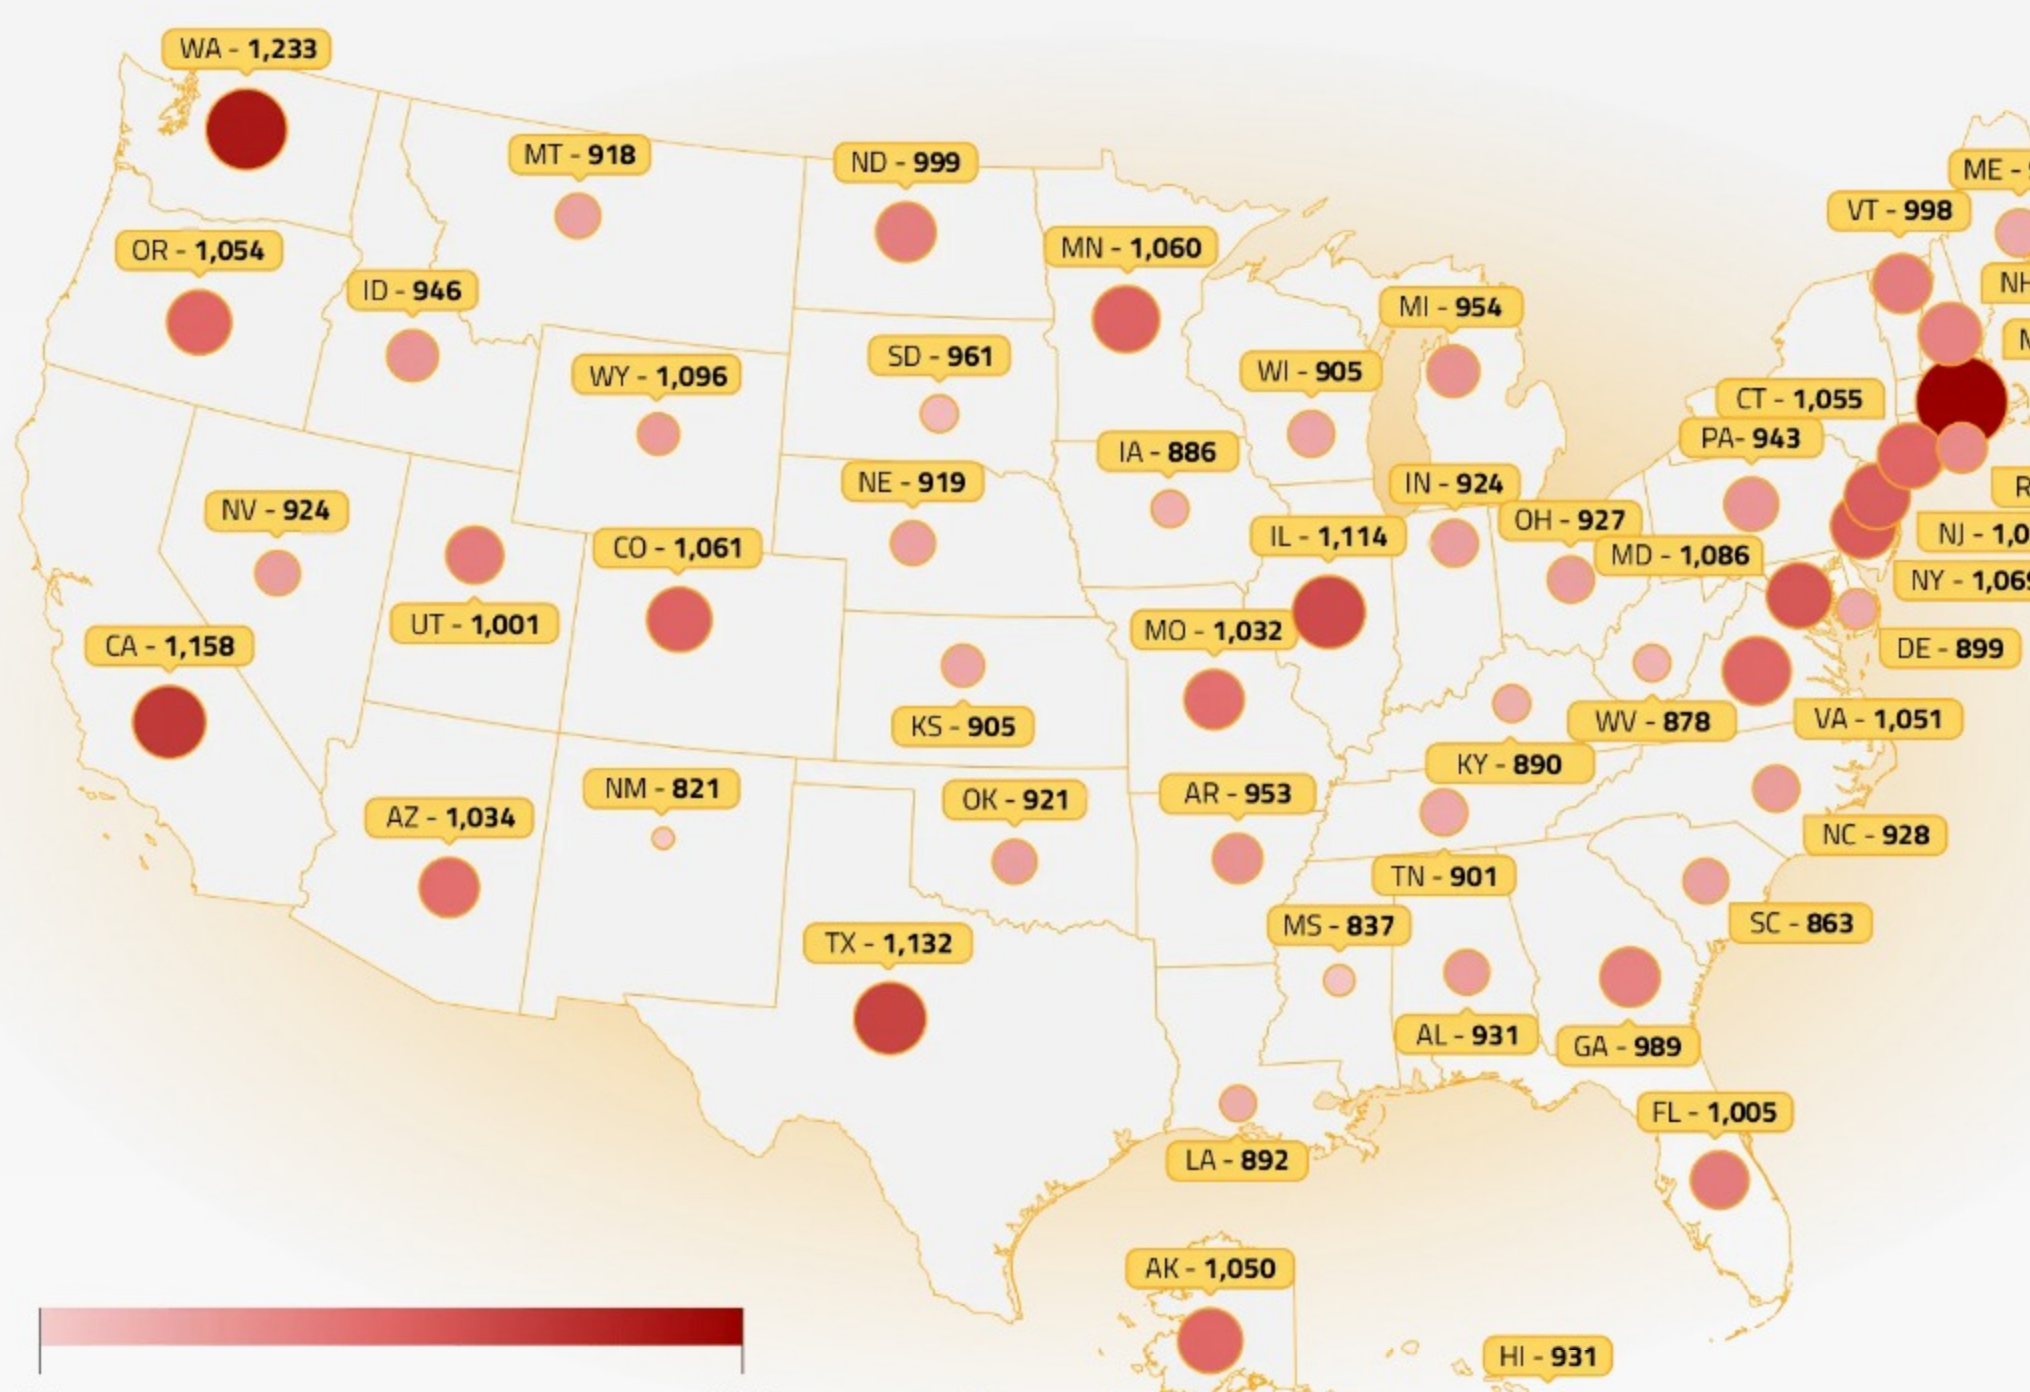 WA - 1,233
MT - 918
ND - 999
ME -
VT - 998
OR - 1,054
MN - 1,060
ID - 946
NH
MI - 954
SD - 961
WY - 1,096
WI - 905
CT - 1,055
PA- 943
IA - 886
NE - 919
IN - 924
NV - 924
OH - 927
IL - 1,114
NJ - 1,0
CO - 1,061
MD - 1,086
NY - 1,069
UT - 1,001
MO - 1,032
CA - 1,158
DE - 899
KS - 905
WV - 878
VA - 1,051
KY - 890
NM - 821
AR - 953
OK - 921
AZ - 1,034
NC - 928
TN - 901
MS - 837
SC - 863
TX - 1,132
AL - 931
GA - 989
FL - 1,005
LA - 892
AK - 1,050
HI - 931